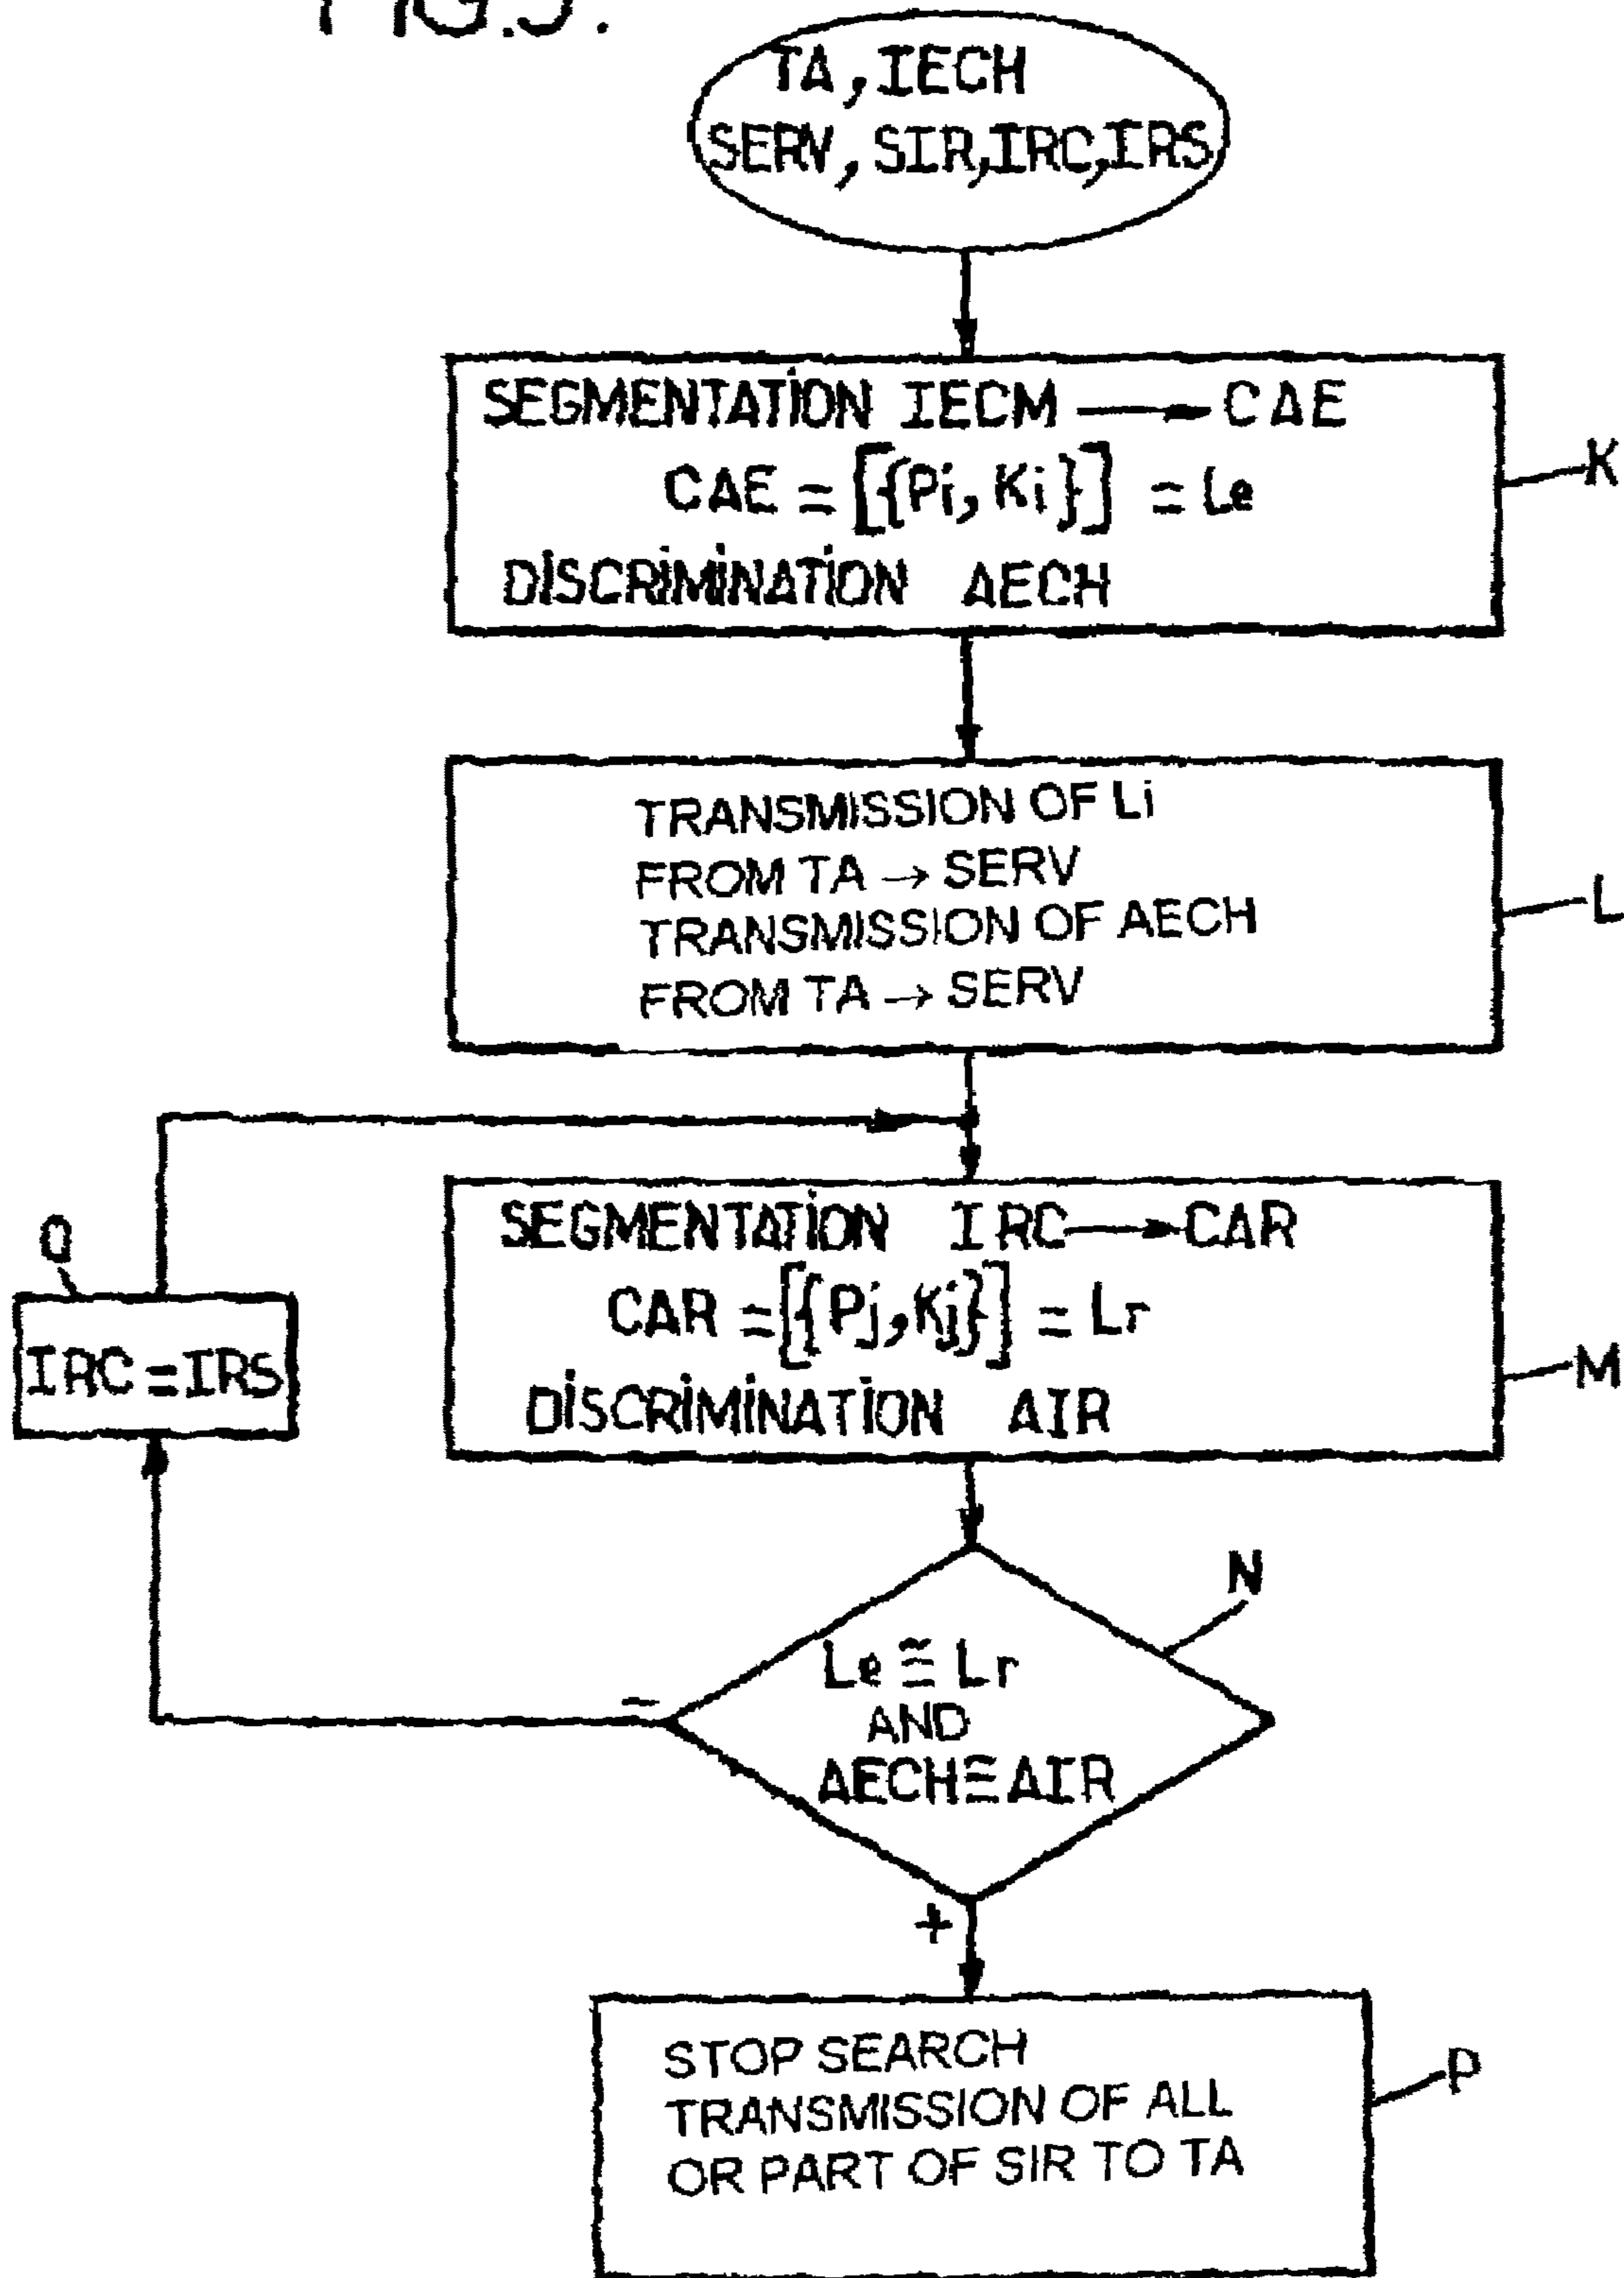 FIG.5.
TA,IECH
SERV, SIR,IRC,IRS
SEGMENTATION IECM → CAE
CAE = [{Pi, Ki}] = Le
DISCRIMINATION AECH
K
TRANSMISSION OF Li
FROM TA → SERV
TRANSMISSION OF AECH
FROM TA → SERV
L
SEGMENTATION IRC → CAR
CAR = [{Pj,Kj}] = Lr
DISCRIMINATION AIR
M
Q
IRC = IRS
N
Le ≅ Lr
AND
AECH ≅ AIR
-
+
STOP SEARCH
TRANSMISSION OF ALL
OR PART OF SIR TO TA
P